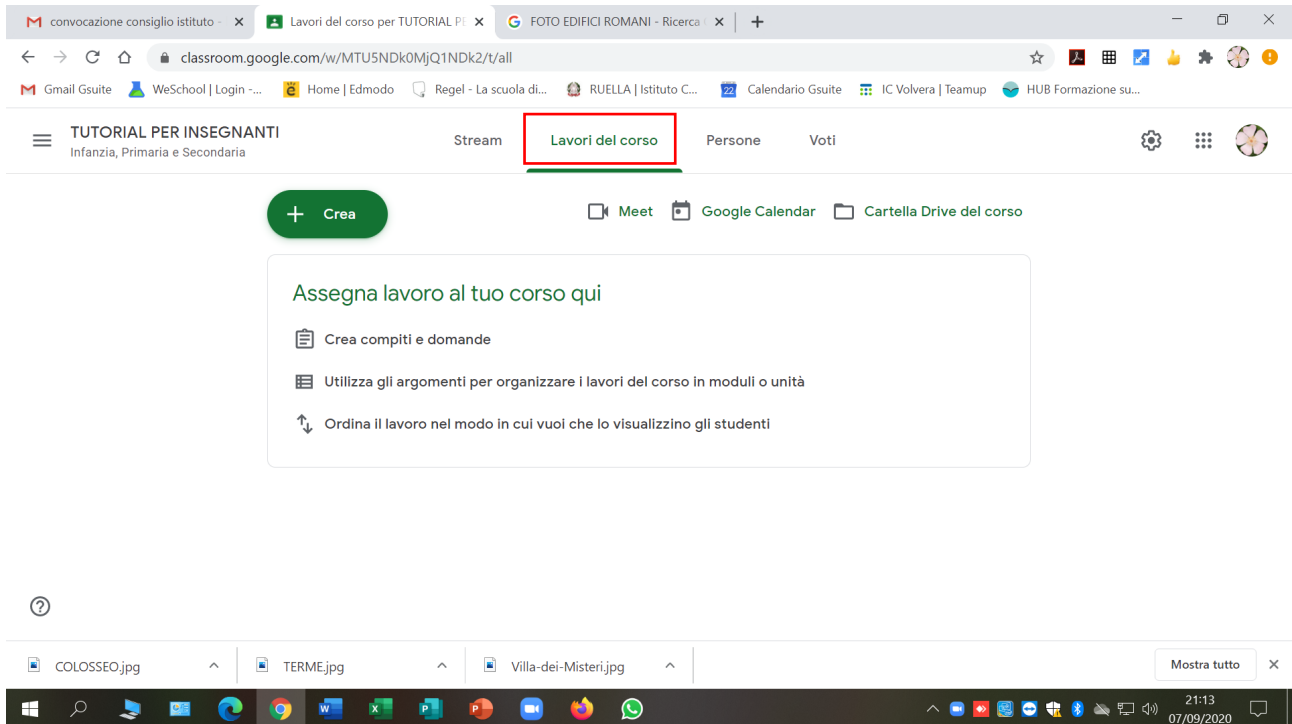 convocazione consiglio istituto -
Lavori del corso per TUTORIAL PE
FOTO EDIFICI ROMANI - Ricerca
classroom.google.com/w/MTU5NDk0MjQ1NDk2/t/all
Gmail Gsuite
WeSchool | Login -...
Home | Edmodo
Regel - La scuola di...
RUELLA | Istituto C...
22
Calendario Gsuite
IC Volvera | Teamup
HUB Formazione su...
TUTORIAL PER INSEGNANTI
Infanzia, Primaria e Secondaria
Stream
Lavori del corso
Persone
Voti
Crea
Meet
Google Calendar
Cartella Drive del corso
Assegna lavoro al tuo corso qui
Crea compiti e domande
Utilizza gli argomenti per organizzare i lavori del corso in moduli o unità
Ordina il lavoro nel modo in cui vuoi che lo visualizzino gli studenti
COLOSSEO.jpg
TERME.jpg
Villa-dei-Misteri.jpg
Mostra tutto
21:13
07/09/2020